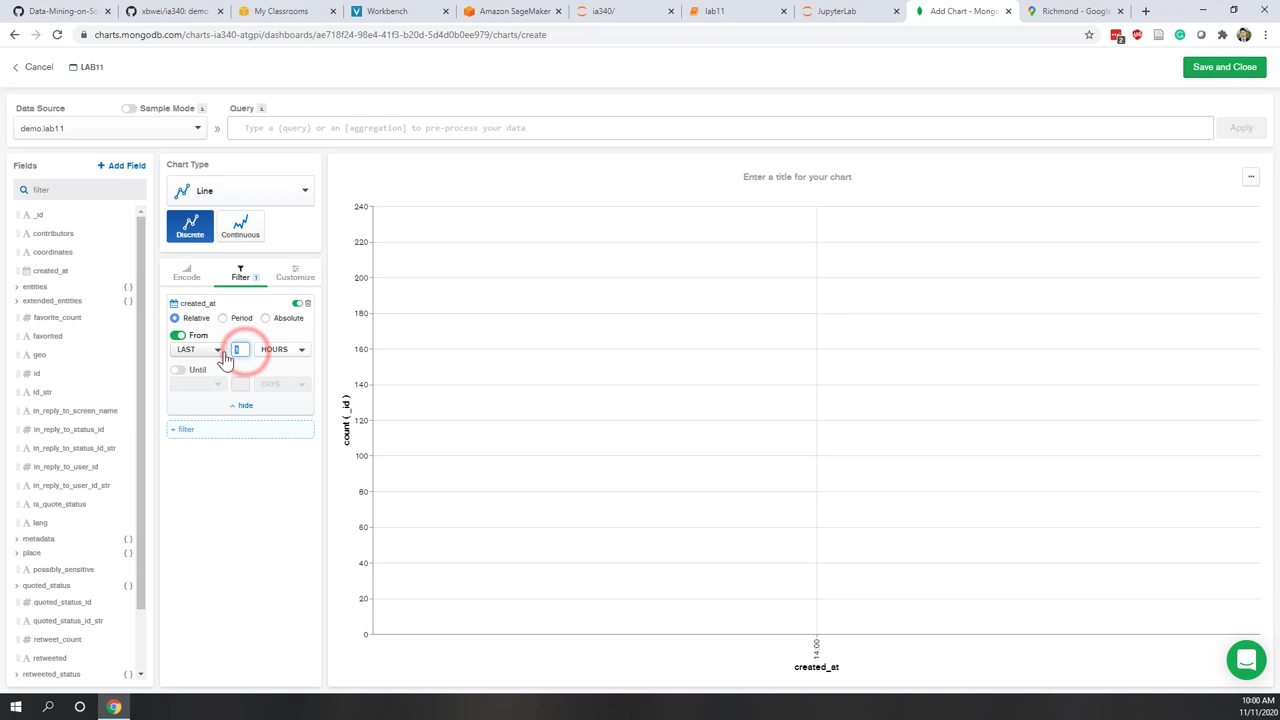 Data-Mining-on-So
xbwei/ia340: demo
My Classrooms
Workbench
Amazon SageMaker
ia340/
lab11
JupyterLab
Add Chart - Mong
Richmond - Google
charts.mongodb.com/charts-ia340-atgpi/dashboards/ae718f24-98e4-41f3-b20d-5d4d0b0ee979/charts/create
Cancel
LAB11
Save and Close
Data Source
Sample Mode
Query
demo.lab11
Type a {query} or an [aggregation] to pre-process your data
Apply
Fields
+ Add Field
filter
_id
contributors
coordinates
created_at
entities
extended_entities
favorite_count
favorited
geo
id
id_str
in_reply_to_screen_name
in_reply_to_status_id
in_reply_to_status_id_str
in_reply_to_user_id
in_reply_to_user_id_str
is_quote_status
lang
metadata
place
possibly_sensitive
quoted_status
quoted_status_id
quoted_status_id_str
retweet_count
retweeted
retweeted_status
Chart Type
Line
Discrete
Continuous
Encode
Filter 1
Customize
created_at
Relative
Period
Absolute
From
LAST
HOURS
Until
DAYS
hide
+ filter
Enter a title for your chart
240
220
200
180
160
140
120
100
80
60
40
20
0
count ( _id )
14:00
created_at
10:00 AM
11/11/2020